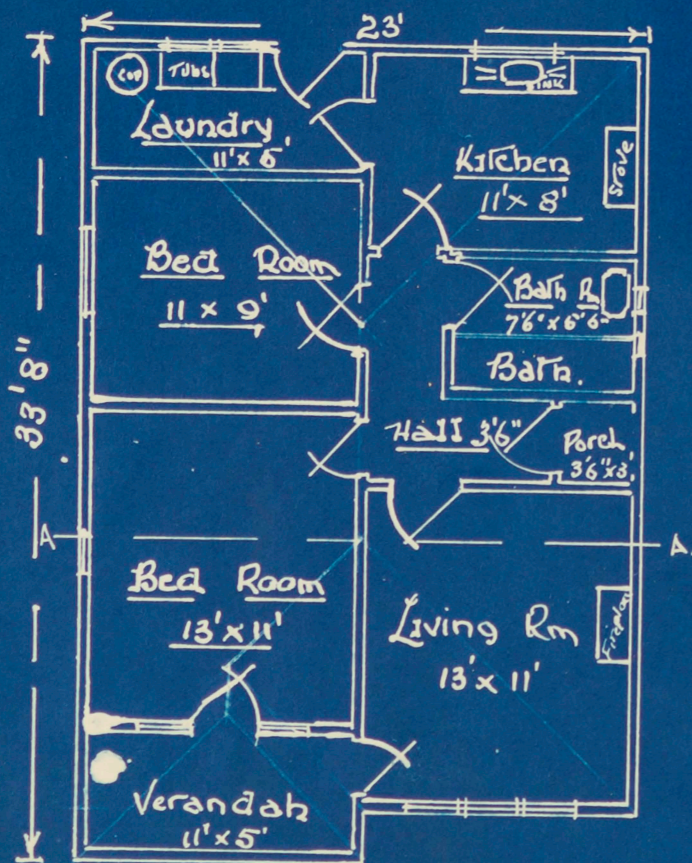 23'
COP
TUBS
SINK
Laundry
11' x 5'
Kitchen
11' x 8'
Stove
Bed Room
11 x 9'
Bath Rm
7'6" x 6'6"
Bath.
33' 8"
Hall 3'6"
Porch
3'6" x 3'
A
A.
Bed Room
13' x 11'
Living Rm
13' x 11'
Fireplace
Verandah
11' x 5'